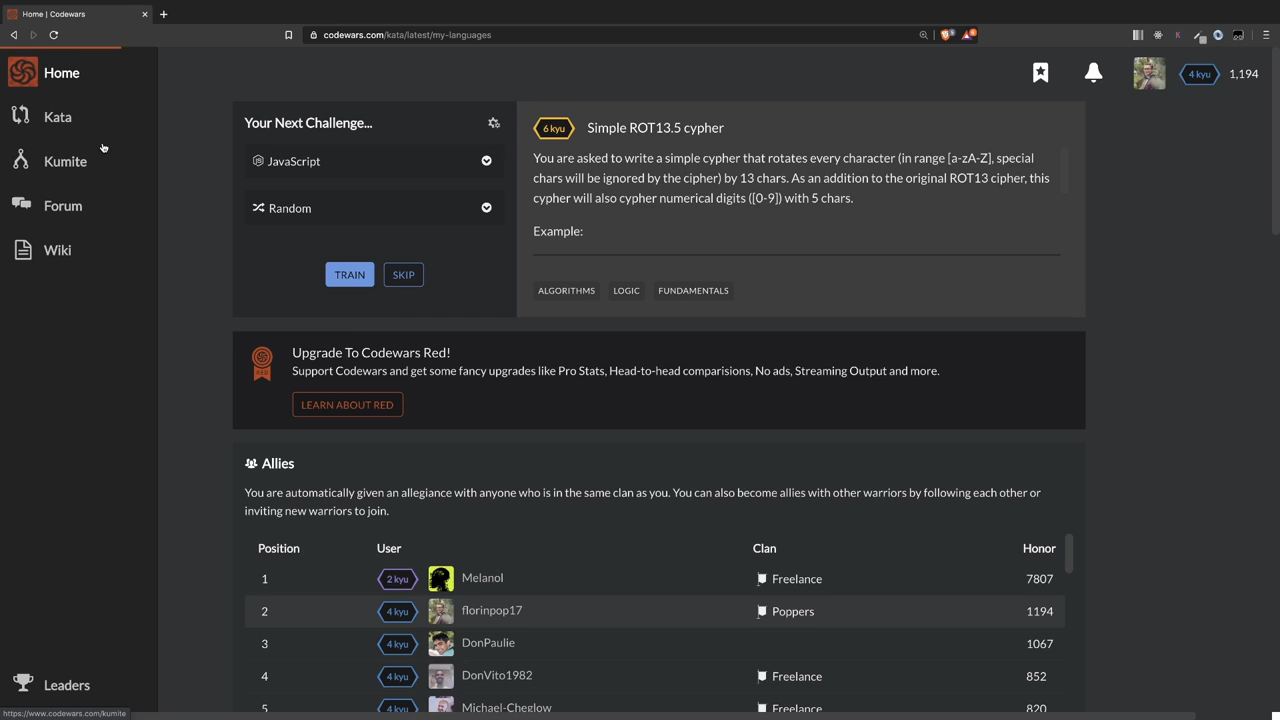 Home | Codewars
codewars.com/kata/latest/my-languages
Home
Kata
Kumite
Forum
Wiki
Leaders
https://www.codewars.com/kumite
4 kyu
1,194
Your Next Challenge...
JavaScript
Random
TRAIN
SKIP
6 kyu
Simple ROT13.5 cypher
You are asked to write a simple cypher that rotates every character (in range [a-zA-Z], special
chars will be ignored by the cipher) by 13 chars. As an addition to the original ROT13 cipher, this
cypher will also cypher numerical digits ([0-9]) with 5 chars.
Example:
ALGORITHMS LOGIC FUNDAMENTALS
Upgrade To Codewars Red!
Support Codewars and get some fancy upgrades like Pro Stats, Head-to-head comparisions, No ads, Streaming Output and more.
RED
LEARN ABOUT RED
Allies
You are automatically given an allegiance with anyone who is in the same clan as you. You can also become allies with other warriors by following each other or
inviting new warriors to join.
Position User Clan Honor
1 2 kyu Melanol Freelance 7807
2 4 kyu florinpop17 Poppers 1194
3 4 kyu DonPaulie 1067
4 4 kyu DonVito1982 Freelance 852
5 4 kyu Michael-Cheglow Freelance 820